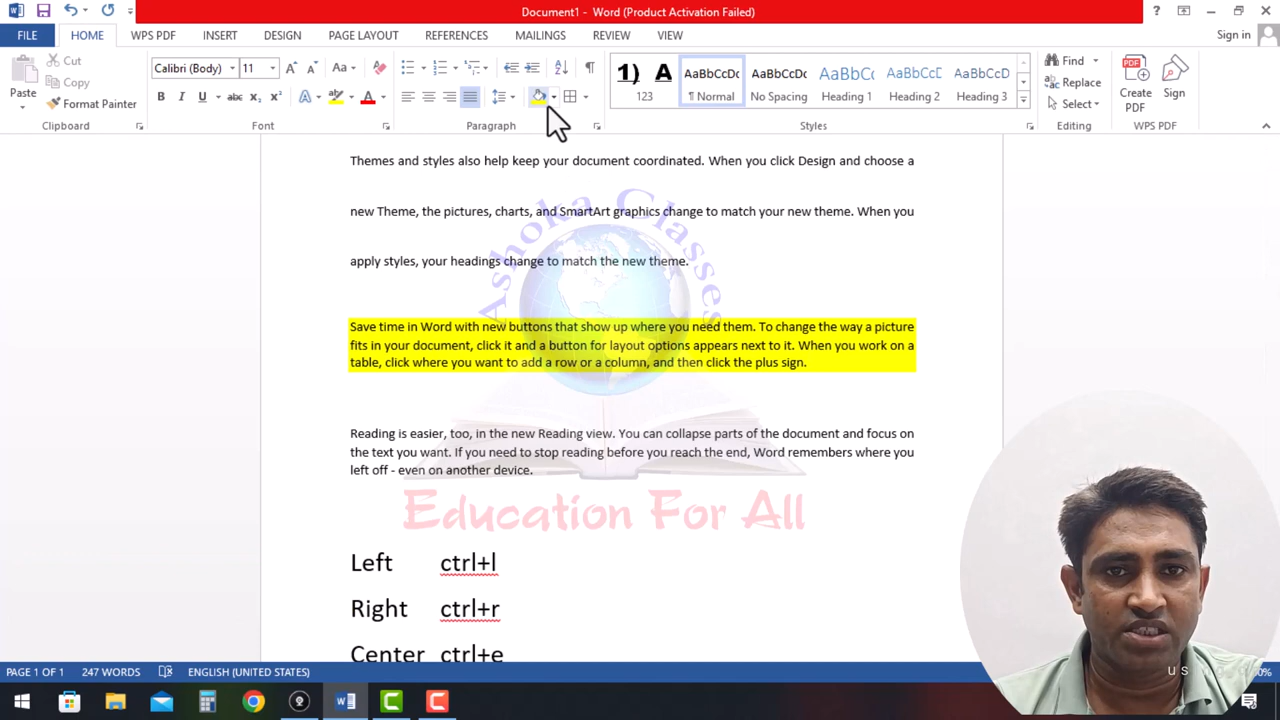 Document1 - Word (Product Activation Failed)
?
FILE HOME WPS PDF INSERT DESIGN PAGE LAYOUT REFERENCES MAILINGS REVIEW VIEW Sign in
Paste
Cut
Copy
Format Painter
Clipboard
Calibri (Body) 11
Font
Paragraph
1) 123
AaBbCcDc ¶ Normal
AaBbCcDc No Spacing
AaBbCc Heading 1
AaBbCcD Heading 2
AaBbCcD Heading 3
Styles
Find
Replace
Select
Editing
Create PDF
Sign
WPS PDF
Themes and styles also help keep your document coordinated. When you click Design and choose a
new Theme, the pictures, charts, and SmartArt graphics change to match your new theme. When you
apply styles, your headings change to match the new theme.
Ashoka Classes
Save time in Word with new buttons that show up where you need them. To change the way a picture
fits in your document, click it and a button for layout options appears next to it. When you work on a
table, click where you want to add a row or a column, and then click the plus sign.
Reading is easier, too, in the new Reading view. You can collapse parts of the document and focus on
the text you want. If you need to stop reading before you reach the end, Word remembers where you
left off - even on another device.
Education For All
Left ctrl+l
Right ctrl+r
Center ctrl+e
PAGE 1 OF 1 247 WORDS ENGLISH (UNITED STATES)